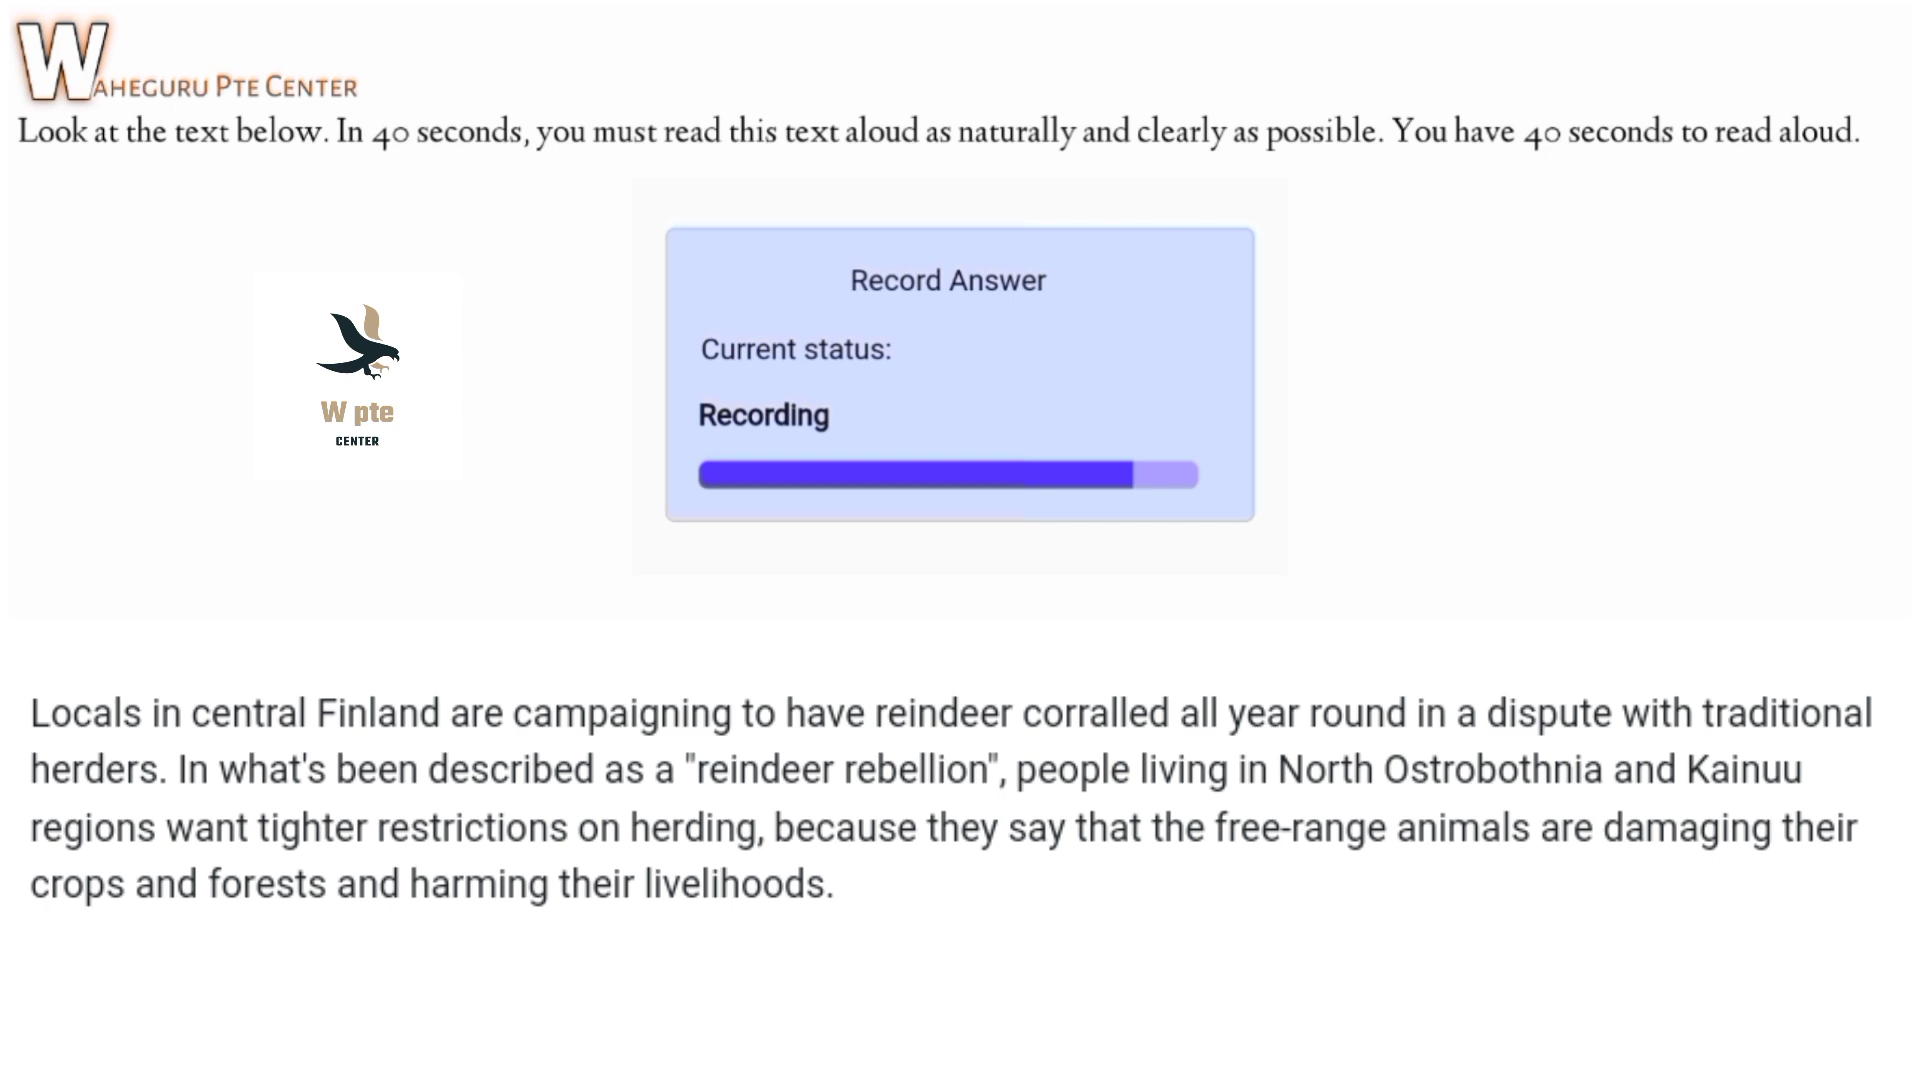 WAHEGURU PTE CENTER
Look at the text below. In 40 seconds, you must read this text aloud as naturally and clearly as possible. You have 40 seconds to read aloud.
Record Answer
Current status:
Recording
W pte
CENTER
Locals in central Finland are campaigning to have reindeer corralled all year round in a dispute with traditional
herders. In what's been described as a "reindeer rebellion", people living in North Ostrobothnia and Kainuu
regions want tighter restrictions on herding, because they say that the free-range animals are damaging their
crops and forests and harming their livelihoods.